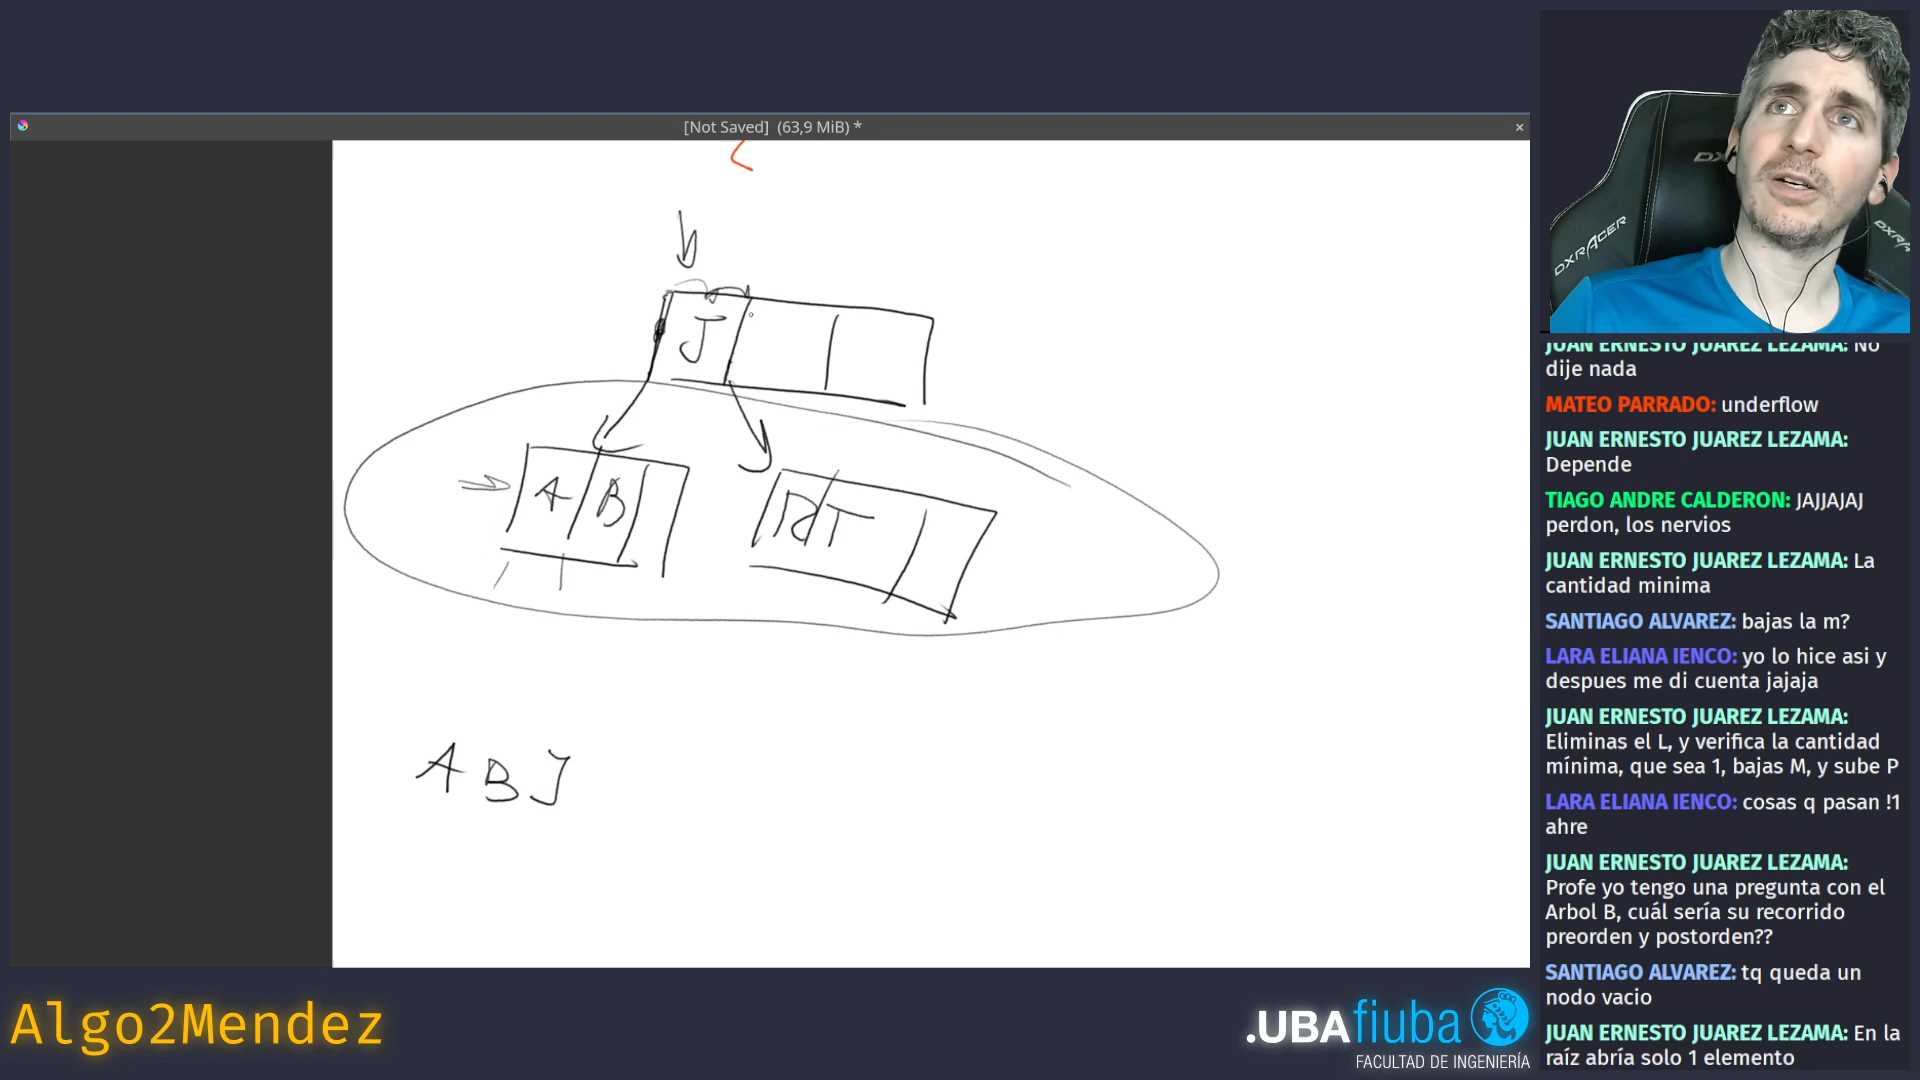 [Not Saved] (63,9 MiB) *
×
J
A B
R T
A B J
DXRACER
JUAN ERNESTO JUAREZ LEZAMA: No
dije nada
MATEO PARRADO: underflow
JUAN ERNESTO JUAREZ LEZAMA:
Depende
TIAGO ANDRE CALDERON: JAJJAJAJ
perdon, los nervios
JUAN ERNESTO JUAREZ LEZAMA: La
cantidad minima
SANTIAGO ALVAREZ: bajas la m?
LARA ELIANA IENCO: yo lo hice asi y
despues me di cuenta jajaja
JUAN ERNESTO JUAREZ LEZAMA:
Eliminas el L, y verifica la cantidad
mínima, que sea 1, bajas M, y sube P
LARA ELIANA IENCO: cosas q pasan !1
ahre
JUAN ERNESTO JUAREZ LEZAMA:
Profe yo tengo una pregunta con el
Arbol B, cuál sería su recorrido
preorden y postorden??
SANTIAGO ALVAREZ: tq queda un
nodo vacio
JUAN ERNESTO JUAREZ LEZAMA: En la
raíz abría solo 1 elemento
Algo2Mendez
.UBAfiuba
FACULTAD DE INGENIERÍA